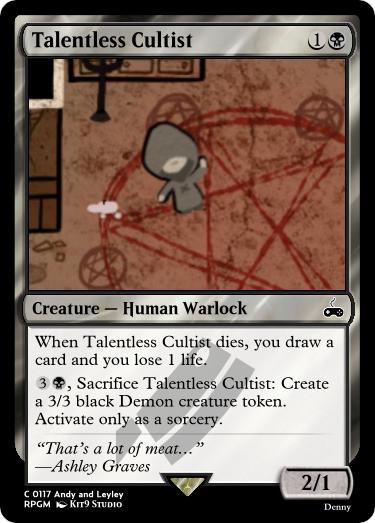 Talentless Cultist 1
Creature — Human Warlock
When Talentless Cultist dies, you draw a
card and you lose 1 life.
3, Sacrifice Talentless Cultist: Create
a 3/3 black Demon creature token.
Activate only as a sorcery.
“That's a lot of meat…”
—Ashley Graves
2/1
C 0117 Andy and Leyley
RPGM Kit9 Studio
Denny